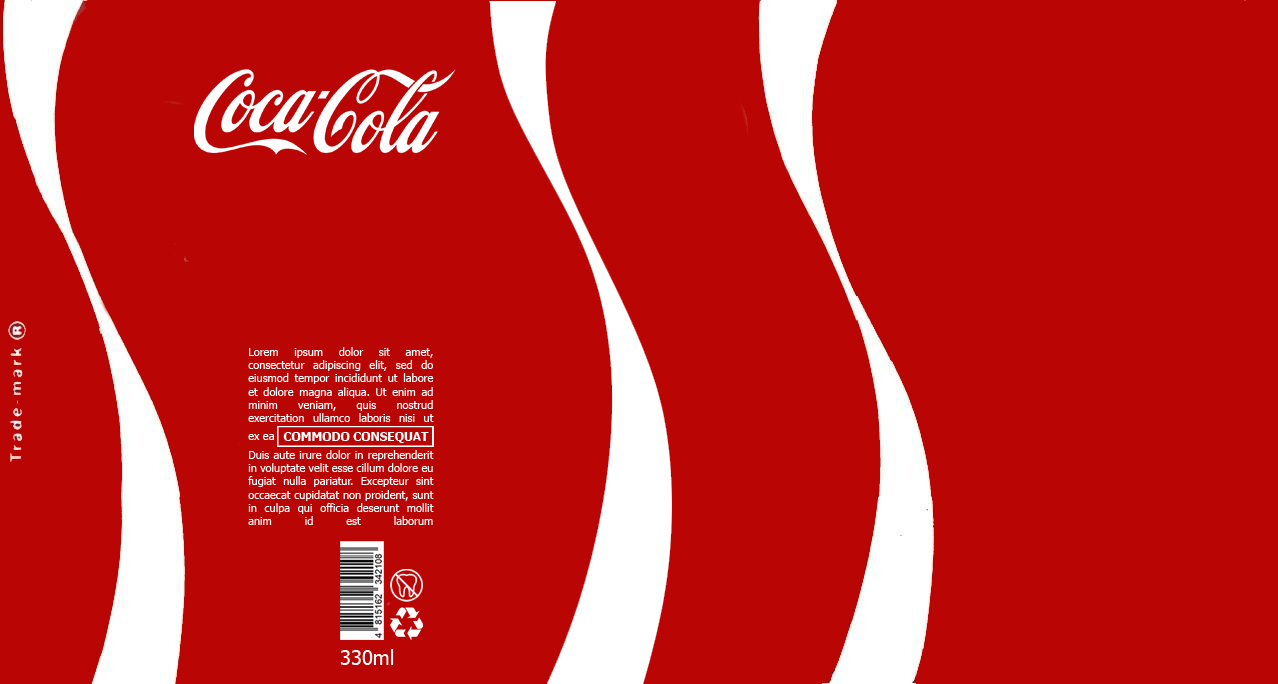 Coca-Cola
Trade-mark ®
Lorem ipsum dolor sit amet,
consectetur adipiscing elit, sed do
eiusmod tempor incididunt ut labore
et dolore magna aliqua. Ut enim ad
minim veniam, quis nostrud
exercitation ullamco laboris nisi ut
ex ea COMMODO CONSEQUAT
Duis aute irure dolor in reprehenderit
in voluptate velit esse cillum dolore eu
fugiat nulla pariatur. Excepteur sint
occaecat cupidatat non proident, sunt
in culpa qui officia deserunt mollit
anim id est laborum
4 815162 342108
330ml